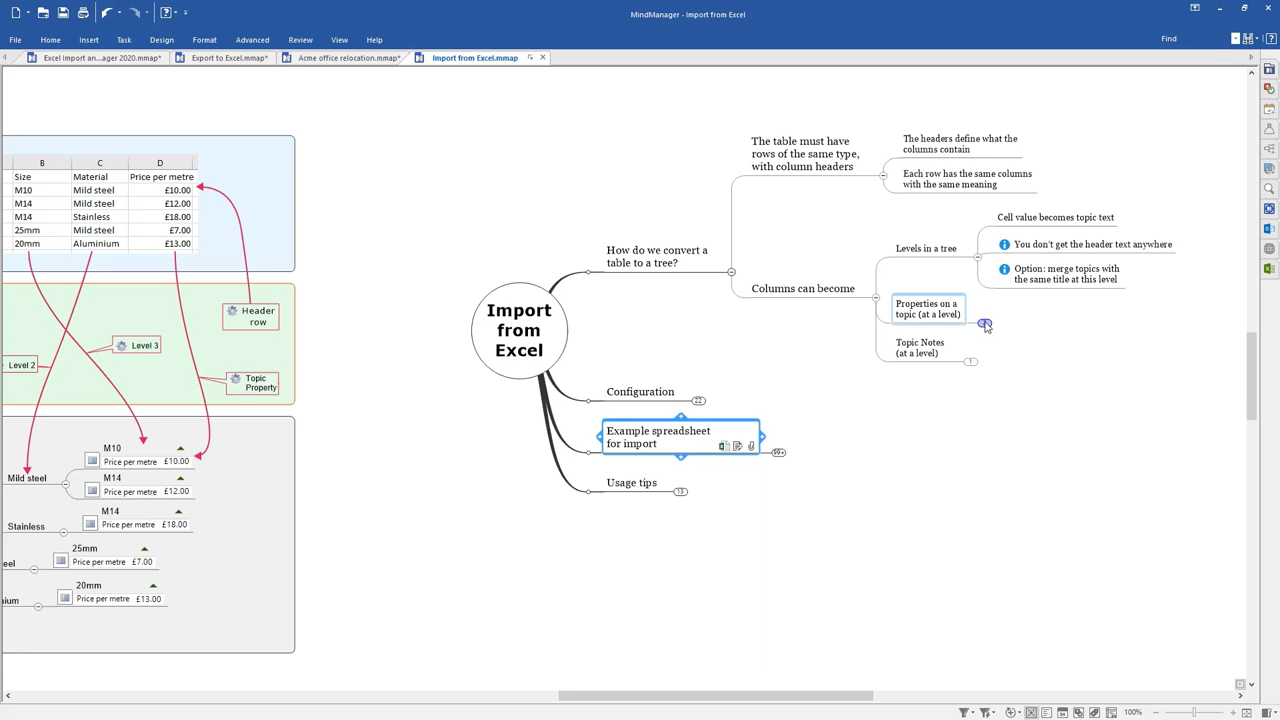 MindManager - Import from Excel
File
Home
Insert
Task
Design
Format
Advanced
Review
View
Help
Find
Excel Import an...ager 2020.mmap*
Export to Excel.mmap*
Acme office relocation.mmap*
Import from Excel.mmap
B
C
D
Size
Material
Price per metre
M10
Mild steel
£10.00
M14
Mild steel
£12.00
M14
Stainless
£18.00
25mm
Mild steel
£7.00
20mm
Aluminium
£13.00
Header
row
Level 3
Level 2
Topic
Property
M10
Price per metre £10.00
Mild steel
M14
Price per metre £12.00
M14
Stainless
Price per metre £18.00
25mm
eel
Price per metre £7.00
20mm
nium
Price per metre £13.00
Import
from
Excel
How do we convert a
table to a tree?
The table must have
rows of the same type,
with column headers
The headers define what the
columns contain
Each row has the same columns
with the same meaning
Columns can become
Levels in a tree
Cell value becomes topic text
You don't get the header text anywhere
Option: merge topics with
the same title at this level
Properties on a
topic (at a level)
Topic Notes
(at a level)
1
Configuration
22
Example spreadsheet
for import
99+
Usage tips
13
100%